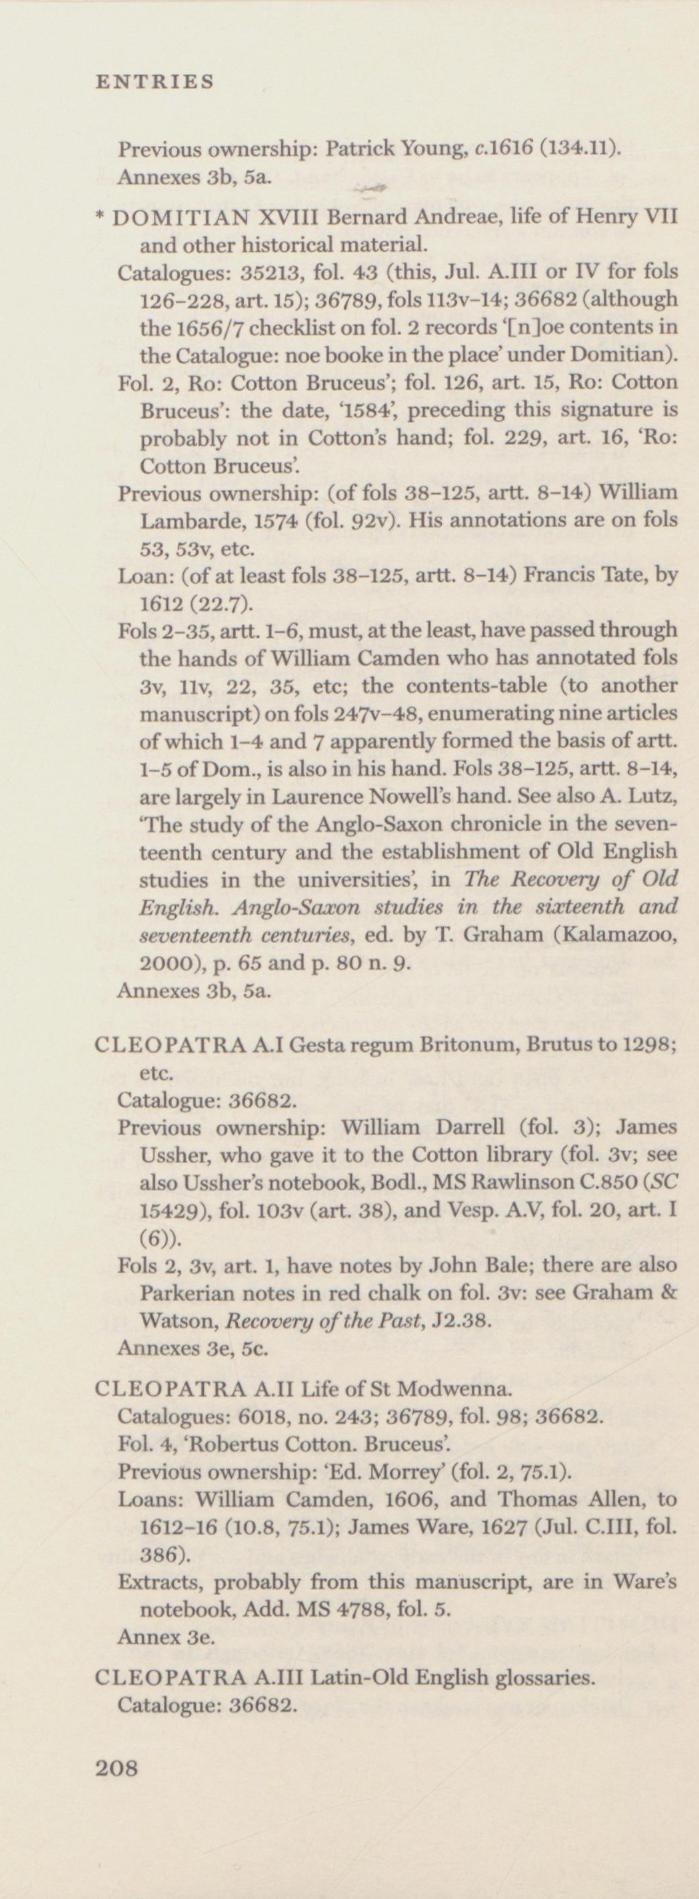 ENTRIES
Previous ownership: Patrick Young, c.1616 (134.11).
Annexes 3b, 5a.
* DOMITIAN XVIII Bernard Andreae, life of Henry VII
and other historical material.
Catalogues: 35213, fol. 43 (this, Jul. A.III or IV for fols
126–228, art. 15); 36789, fols 113v–14; 36682 (although
the 1656/7 checklist on fol. 2 records ‘[n]oe contents in
the Catalogue: noe booke in the place’ under Domitian).
Fol. 2, Ro: Cotton Bruceus’; fol. 126, art. 15, Ro: Cotton
Bruceus’: the date, ‘1584’, preceding this signature is
probably not in Cotton’s hand; fol. 229, art. 16, ‘Ro:
Cotton Bruceus’.
Previous ownership: (of fols 38–125, artt. 8–14) William
Lambarde, 1574 (fol. 92v). His annotations are on fols
53, 53v, etc.
Loan: (of at least fols 38–125, artt. 8–14) Francis Tate, by
1612 (22.7).
Fols 2–35, artt. 1–6, must, at the least, have passed through
the hands of William Camden who has annotated fols
3v, 11v, 22, 35, etc; the contents-table (to another
manuscript) on fols 247v–48, enumerating nine articles
of which 1–4 and 7 apparently formed the basis of artt.
1–5 of Dom., is also in his hand. Fols 38–125, artt. 8–14,
are largely in Laurence Nowell’s hand. See also A. Lutz,
‘The study of the Anglo-Saxon chronicle in the seven-
teenth century and the establishment of Old English
studies in the universities’, in The Recovery of Old
English. Anglo-Saxon studies in the sixteenth and
seventeenth centuries, ed. by T. Graham (Kalamazoo,
2000), p. 65 and p. 80 n. 9.
Annexes 3b, 5a.
CLEOPATRA A.I Gesta regum Britonum, Brutus to 1298;
etc.
Catalogue: 36682.
Previous ownership: William Darrell (fol. 3); James
Ussher, who gave it to the Cotton library (fol. 3v; see
also Ussher’s notebook, Bodl., MS Rawlinson C.850 (SC
15429), fol. 103v (art. 38), and Vesp. A.V, fol. 20, art. I
(6)).
Fols 2, 3v, art. 1, have notes by John Bale; there are also
Parkerian notes in red chalk on fol. 3v: see Graham &
Watson, Recovery of the Past, J2.38.
Annexes 3e, 5c.
CLEOPATRA A.II Life of St Modwenna.
Catalogues: 6018, no. 243; 36789, fol. 98; 36682.
Fol. 4, ‘Robertus Cotton. Bruceus’.
Previous ownership: ‘Ed. Morrey’ (fol. 2, 75.1).
Loans: William Camden, 1606, and Thomas Allen, to
1612–16 (10.8, 75.1); James Ware, 1627 (Jul. C.III, fol.
386).
Extracts, probably from this manuscript, are in Ware’s
notebook, Add. MS 4788, fol. 5.
Annex 3e.
CLEOPATRA A.III Latin-Old English glossaries.
Catalogue: 36682.
208